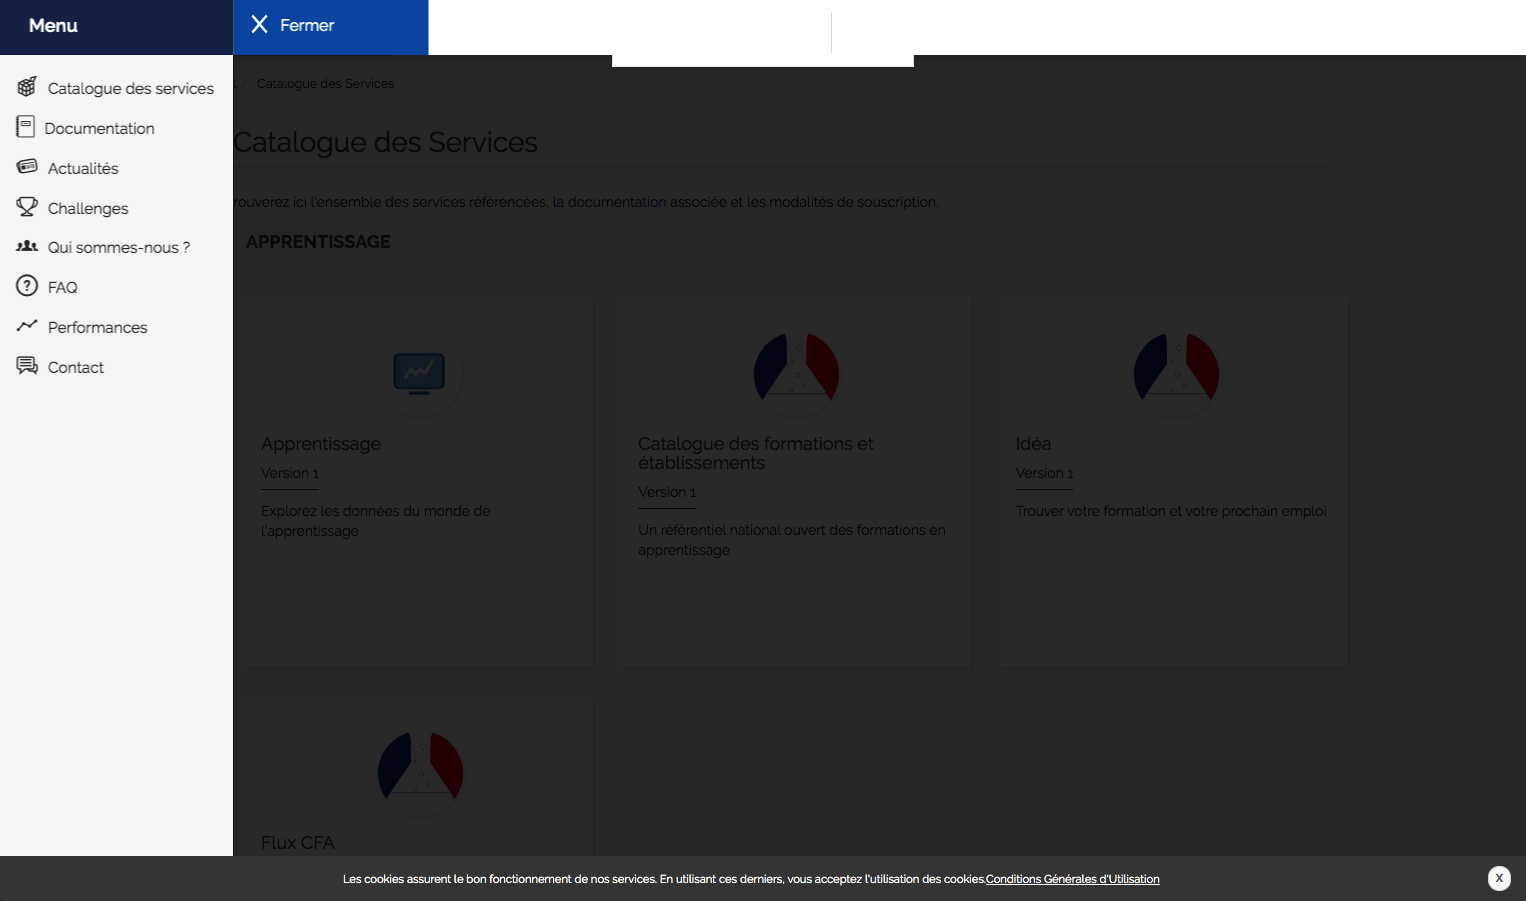 Menu
X Fermer
Catalogue des services
Documentation
Actualités
Challenges
Qui sommes-nous ?
FAQ
Performances
Contact
/ Catalogue des Services
Catalogue des Services
rouverez ici l'ensemble des services référencées, la documentation associée et les modalités de souscription.
APPRENTISSAGE
Apprentissage
Version 1
Explorez les données du monde de
l'apprentissage
Catalogue des formations et
établissements
Version 1
Un référentiel national ouvert des formations en
apprentissage
Idéa
Version 1
Trouver votre formation et votre prochain emploi
Flux CFA
Les cookies assurent le bon fonctionnement de nos services. En utilisant ces derniers, vous acceptez l'utilisation des cookies.Conditions Générales d'Utilisation
X